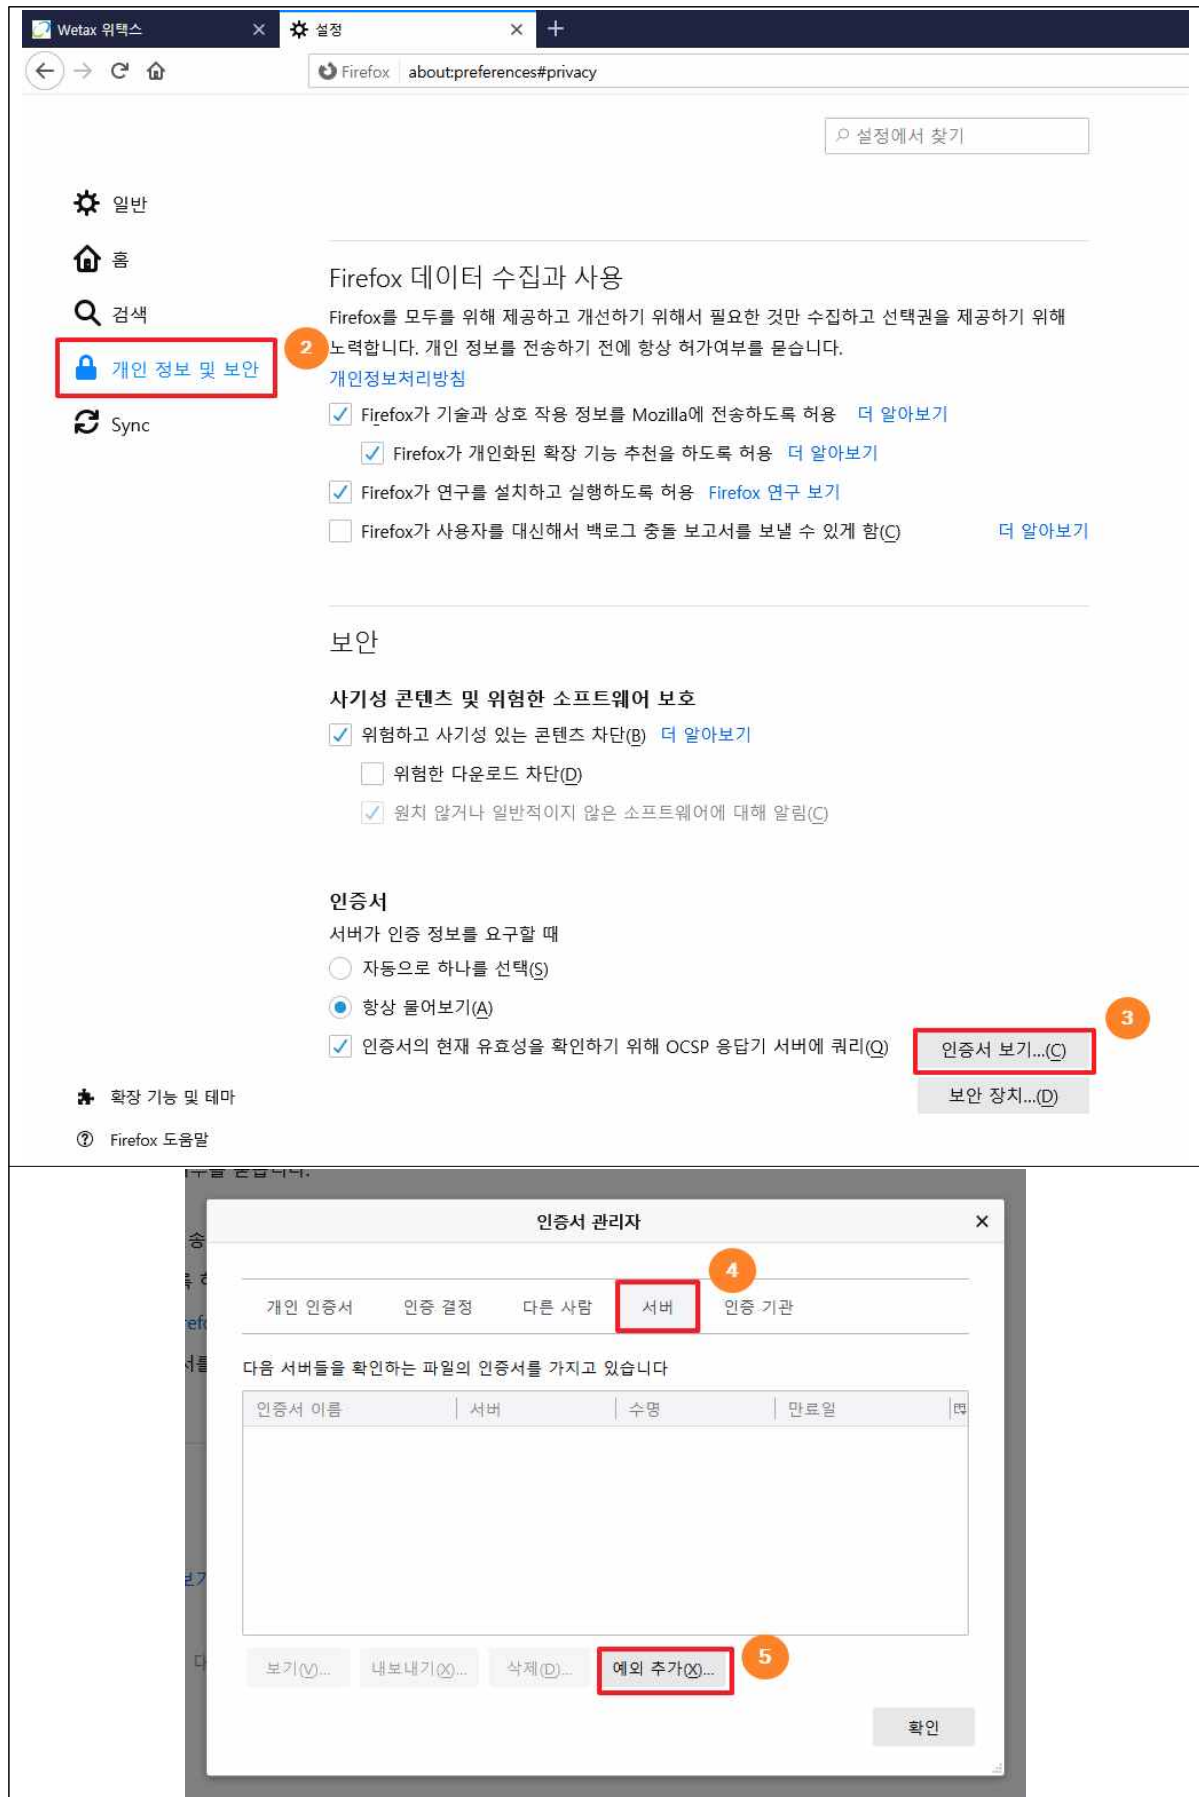 Wetax 위택스
설정
Firefox about:preferences#privacy
설정에서 찾기
일반
홈
검색
2
개인 정보 및 보안
Sync
Firefox 데이터 수집과 사용
Firefox를 모두를 위해 제공하고 개선하기 위해서 필요한 것만 수집하고 선택권을 제공하기 위해
노력합니다. 개인 정보를 전송하기 전에 항상 허가여부를 묻습니다.
개인정보처리방침
Firefox가 기술과 상호 작용 정보를 Mozilla에 전송하도록 허용 더 알아보기
Firefox가 개인화된 확장 기능 추천을 하도록 허용 더 알아보기
Firefox가 연구를 설치하고 실행하도록 허용 Firefox 연구 보기
Firefox가 사용자를 대신해서 백로그 충돌 보고서를 보낼 수 있게 함(C) 더 알아보기
보안
사기성 콘텐츠 및 위험한 소프트웨어 보호
위험하고 사기성 있는 콘텐츠 차단(B) 더 알아보기
위험한 다운로드 차단(D)
원치 않거나 일반적이지 않은 소프트웨어에 대해 알림(C)
인증서
서버가 인증 정보를 요구할 때
자동으로 하나를 선택(S)
항상 물어보기(A)
3
인증서의 현재 유효성을 확인하기 위해 OCSP 응답기 서버에 쿼리(Q) 인증서 보기...(C)
보안 장치...(D)
확장 기능 및 테마
Firefox 도움말
인증서 관리자
4
개인 인증서 인증 결정 다른 사람 서버 인증 기관
다음 서버들을 확인하는 파일의 인증서를 가지고 있습니다
인증서 이름 서버 수명 만료일
5
보기(V)... 내보내기(X)... 삭제(D)... 예외 추가(X)...
확인